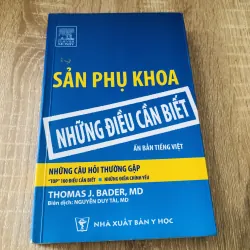 SẢN PHỤ KHOA
NHỮNG ĐIỀU CẦN BIẾT
ẤN BẢN TIẾNG VIỆT
NHỮNG CÂU HỎI THƯỜNG GẶP
"TOP" 100 ĐIỀU CẦN BIẾT • NHỮNG ĐIỂM CHÍNH YẾU
THOMAS J. BADER, MD
Biên dịch: NGUYỄN DUY TÀI, MD
NHÀ XUẤT BẢN Y HỌC